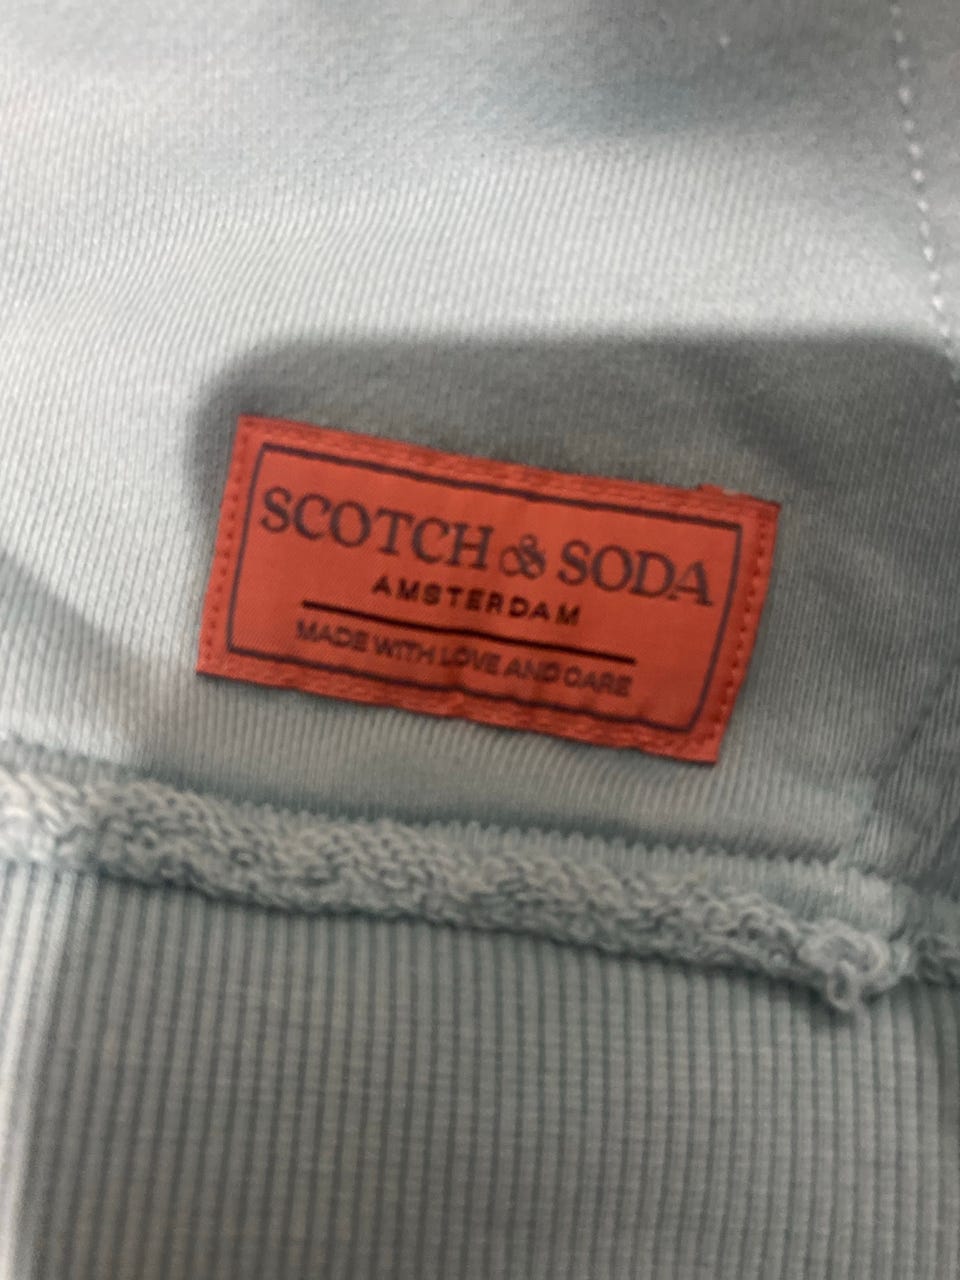 SCOTCH & SODA
AMSTERDAM
MADE WITH LOVE AND CARE